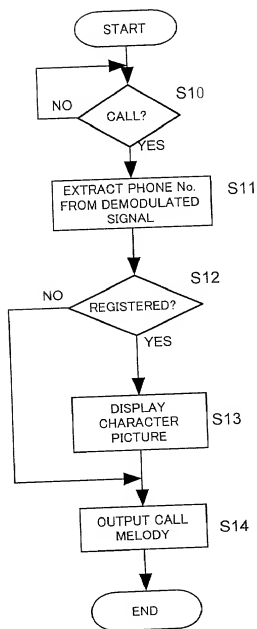 START
S10
NO
CALL?
YES
EXTRACT PHONE No.
FROM DEMODULATED
SIGNAL
S11
S12
NO
REGISTERED?
YES
DISPLAY
CHARACTER
PICTURE
S13
OUTPUT CALL
MELODY
S14
END